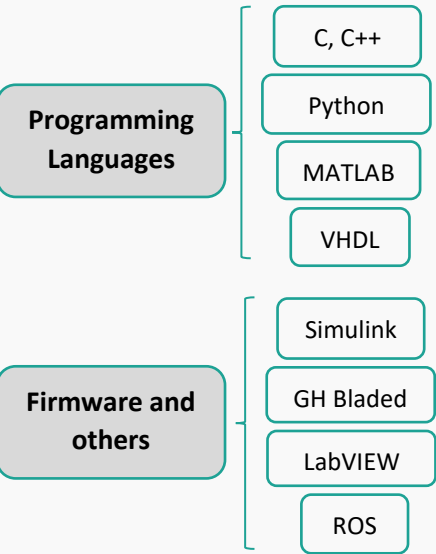 Programming
Languages
C, C++
Python
MATLAB
VHDL
Firmware and
others
Simulink
GH Bladed
LabVIEW
ROS